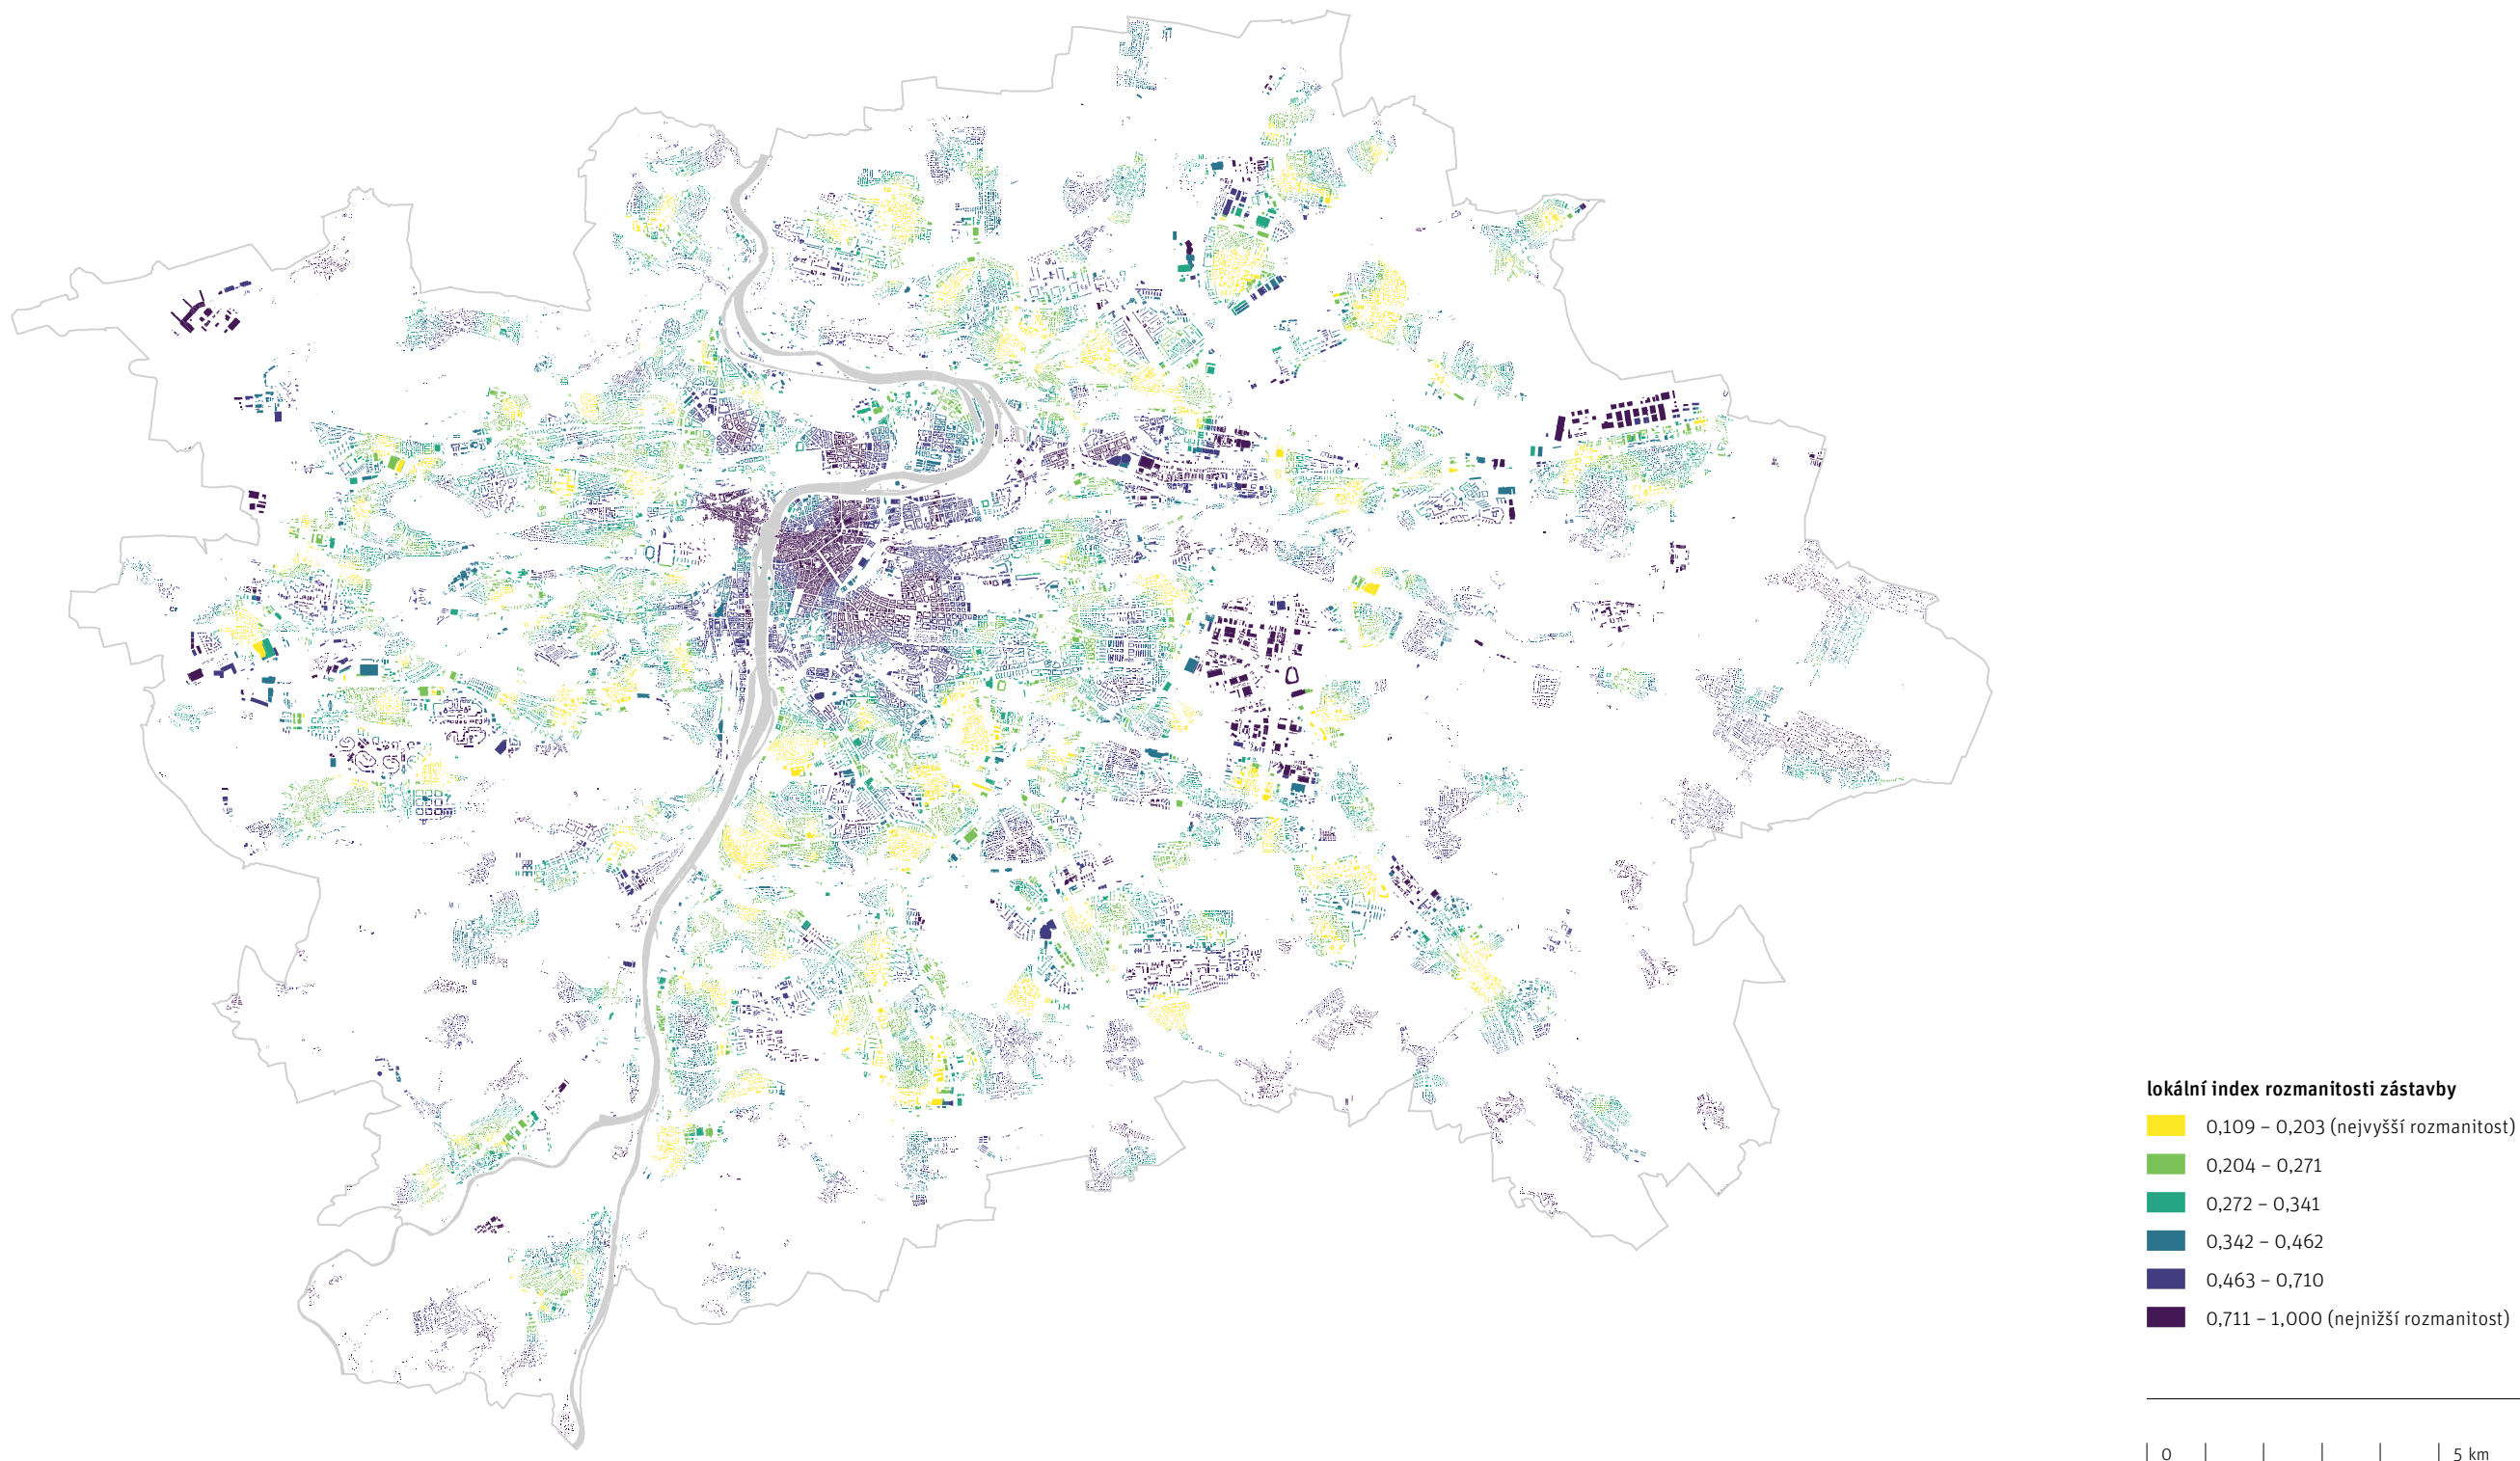 lokální index rozmanitosti zástavby
0,109 – 0,203 (nejvyšší rozmanitost)
0,204 – 0,271
0,272 – 0,341
0,342 – 0,462
0,463 – 0,710
0,711 – 1,000 (nejnižší rozmanitost)
0 5 km